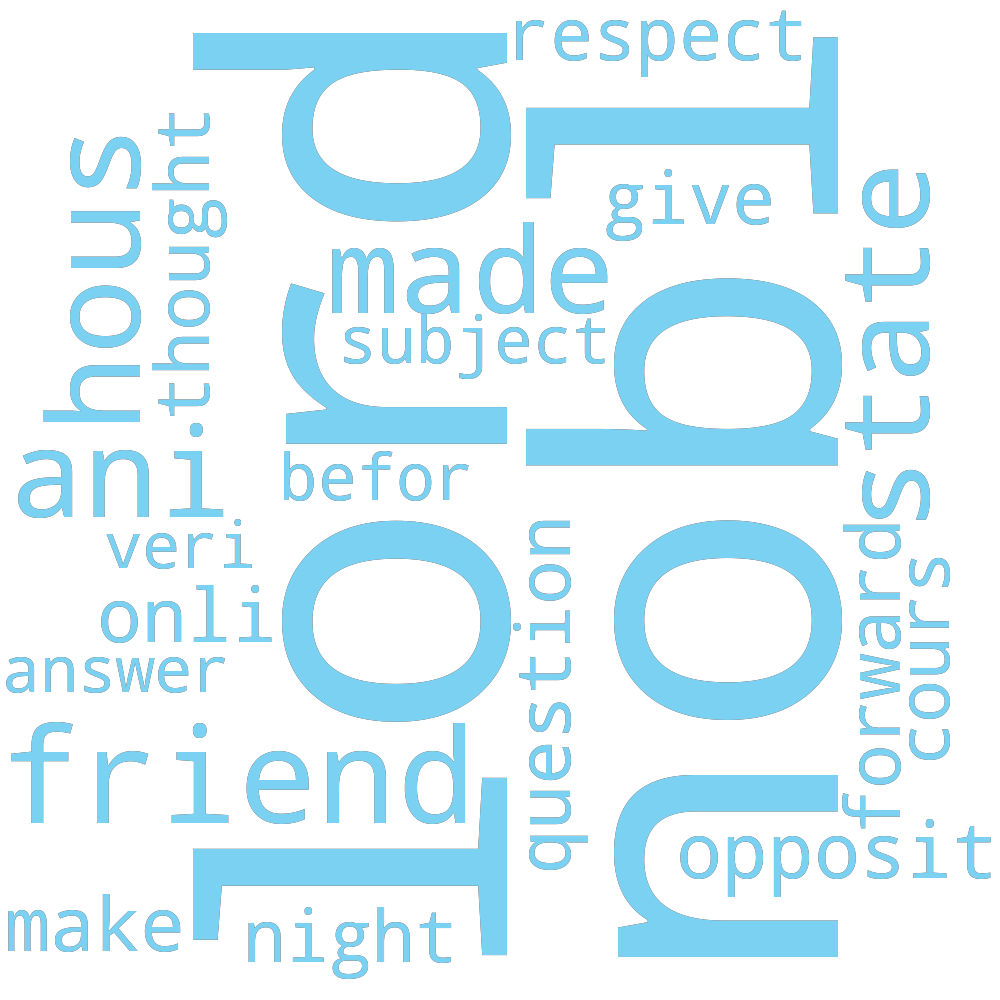 respect
lord
nobl
give
hous
thought
made
state
subject
ani
befor
veri
question
onli
forwards
cours
answer
friend
opposit
make
night